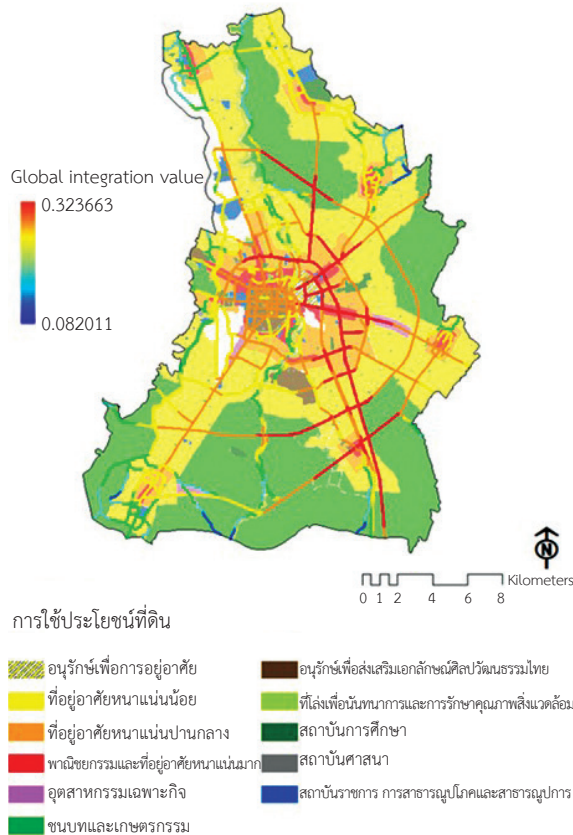 Global integration value
0.323663
0.082011
N
Kilometers
0 1 2 4 6 8
การใช้ประโยชน์ที่ดิน
อนุรักษ์เพื่อการอยู่อาศัย
ที่อยู่อาศัยหนาแน่นน้อย
ที่อยู่อาศัยหนาแน่นปานกลาง
พาณิชยกรรมและที่อยู่อาศัยหนาแน่นมาก
อุตสาหกรรมเฉพาะกิจ
ชนบทและเกษตรกรรม
อนุรักษ์เพื่อส่งเสริมเอกลักษณ์ศิลปวัฒนธรรมไทย
ที่โล่งเพื่อนันทนาการและการรักษาคุณภาพสิ่งแวดล้อม
สถาบันการศึกษา
สถาบันศาสนา
สถาบันราชการ การสาธารณูปโภคและสาธารณูปการ